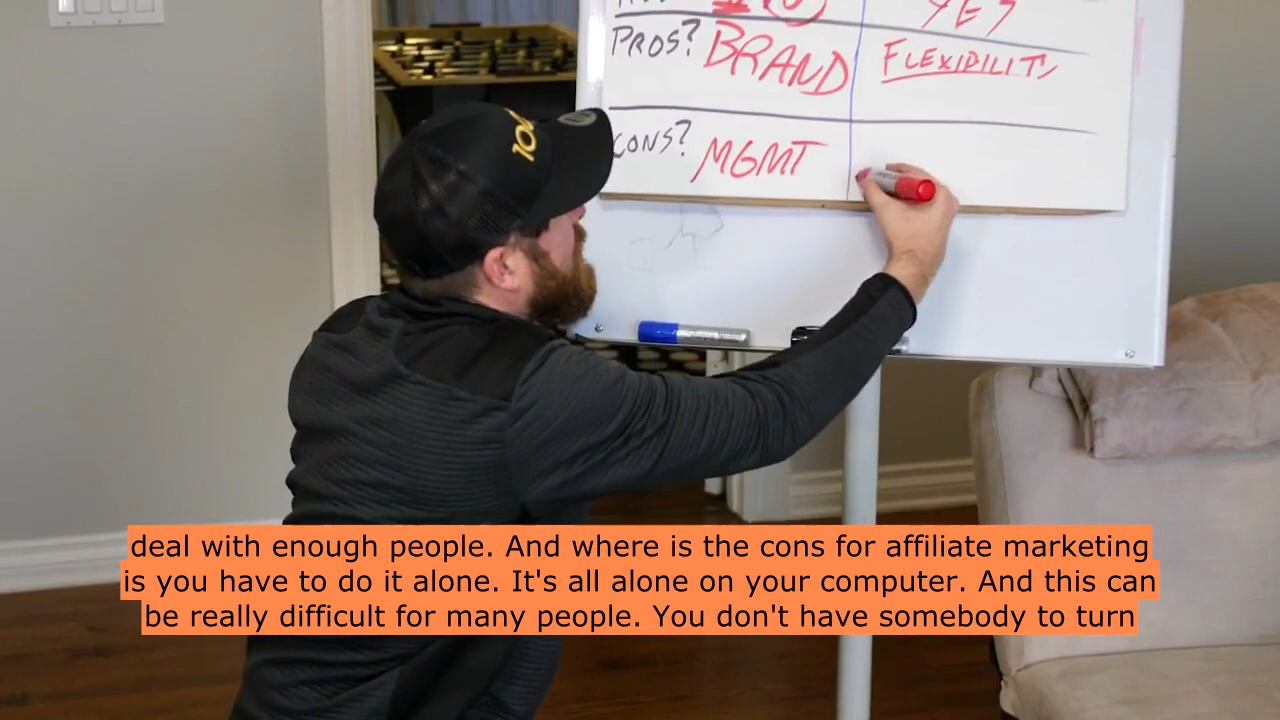 YES
PROS? BRAND FLEXIBILITY
CONS? MGMT
10
deal with enough people. And where is the cons for affiliate marketing
is you have to do it alone. It's all alone on your computer. And this can
be really difficult for many people. You don't have somebody to turn